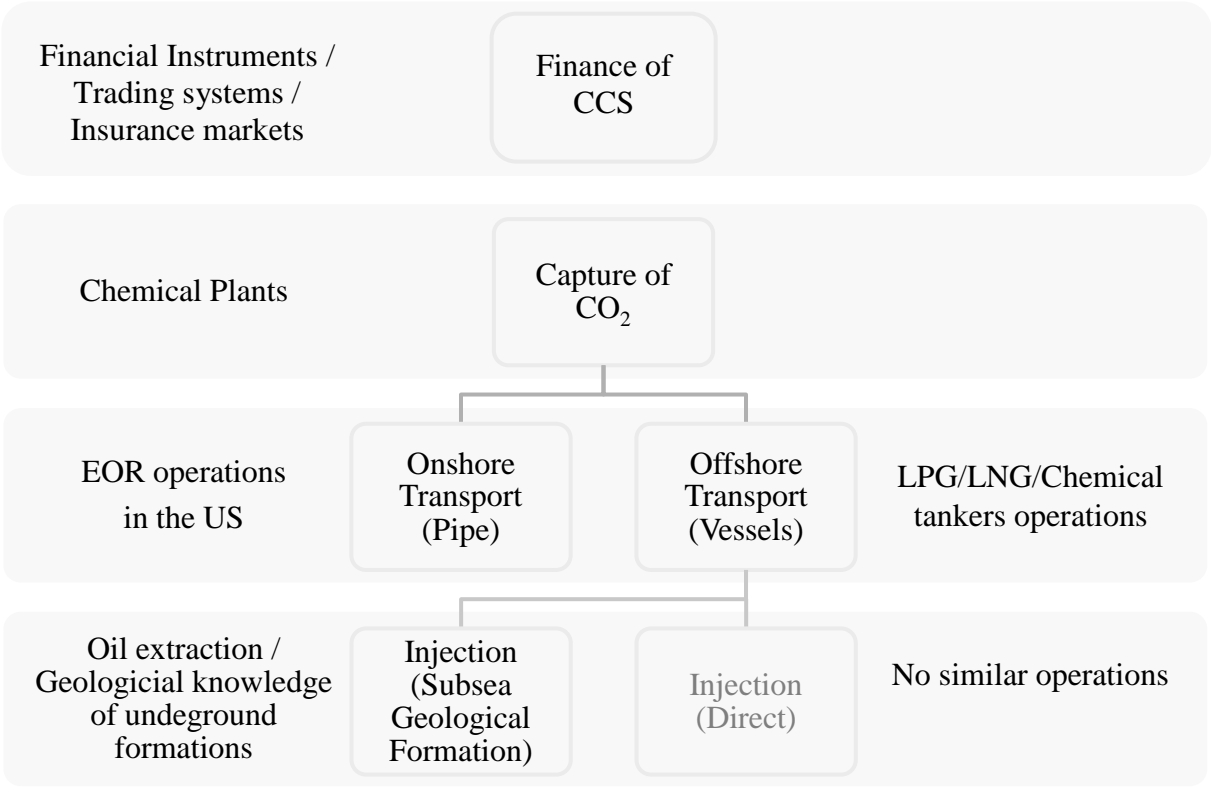 Financial Instruments /
Trading systems /
Insurance markets
Finance of
CCS
Chemical Plants
Capture of
CO₂
EOR operations
in the US
Onshore
Transport
(Pipe)
Offshore
Transport
(Vessels)
LPG/LNG/Chemical
tankers operations
Oil extraction /
Geologicial knowledge
of undeground
formations
Injection
(Subsea
Geological
Formation)
Injection
(Direct)
No similar operations